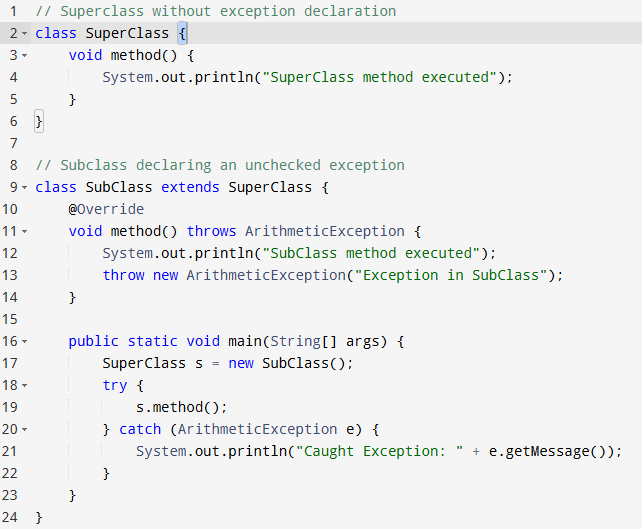 1 // Superclass without exception declaration
2 class SuperClass {
3     void method() {
4         System.out.println("SuperClass method executed");
5     }
6 }
7
8 // Subclass declaring an unchecked exception
9 class SubClass extends SuperClass {
10     @Override
11     void method() throws ArithmeticException {
12         System.out.println("SubClass method executed");
13         throw new ArithmeticException("Exception in SubClass");
14     }
15
16     public static void main(String[] args) {
17         SuperClass s = new SubClass();
18         try {
19             s.method();
20         } catch (ArithmeticException e) {
21             System.out.println("Caught Exception: " + e.getMessage());
22         }
23     }
24 }